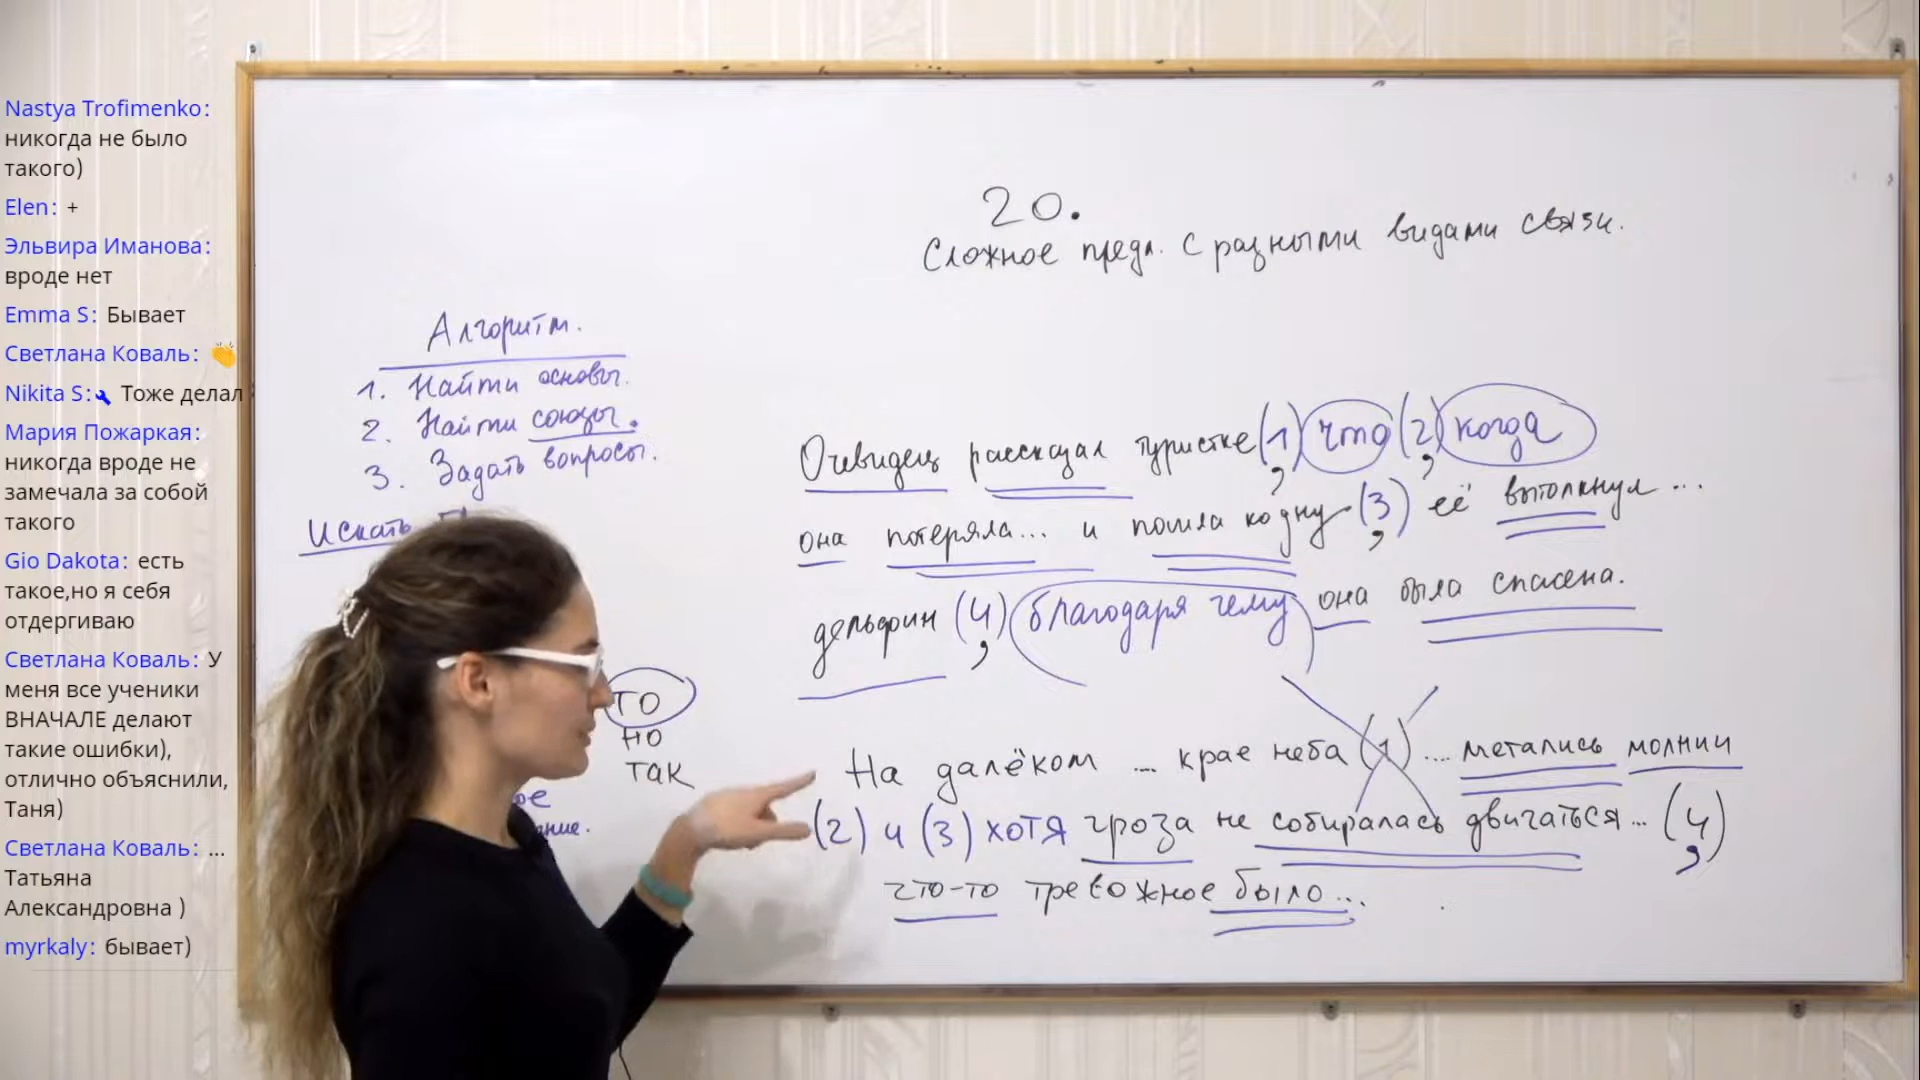 Nastya Trofimenko:
никогда не было
такого)
Elen: +
Эльвира Иманова:
вроде нет
Emma S: Бывает
Светлана Коваль: 👏
Nikita S: Тоже делал
Мария Пожаркая:
никогда вроде не
замечала за собой
такого
Gio Dakota: есть
такое,но я себя
отдергиваю
Светлана Коваль: У
меня все ученики
ВНАЧАЛЕ делают
такие ошибки),
отлично объяснили,
Таня)
Светлана Коваль: ...
Татьяна
Александровна )
myrkaly: бывает)
20.
Сложное предл. с разными видами связи.
Алгоритм.
1. Найти основы.
2. Найти союзы.
3. Задать вопросы.
Искать
то
но
так
ое
ание.
Очевидец рассказал туристке (1), что (2), когда
она потеряла... и пошла ко дну (3), её вытолкнул ...
дельфин (4), благодаря чему она была спасена.
На далёком ... крае неба (1) .... метались молнии
(2) и (3) хотя гроза не собиралась двигаться... (4),
что-то тревожное было...